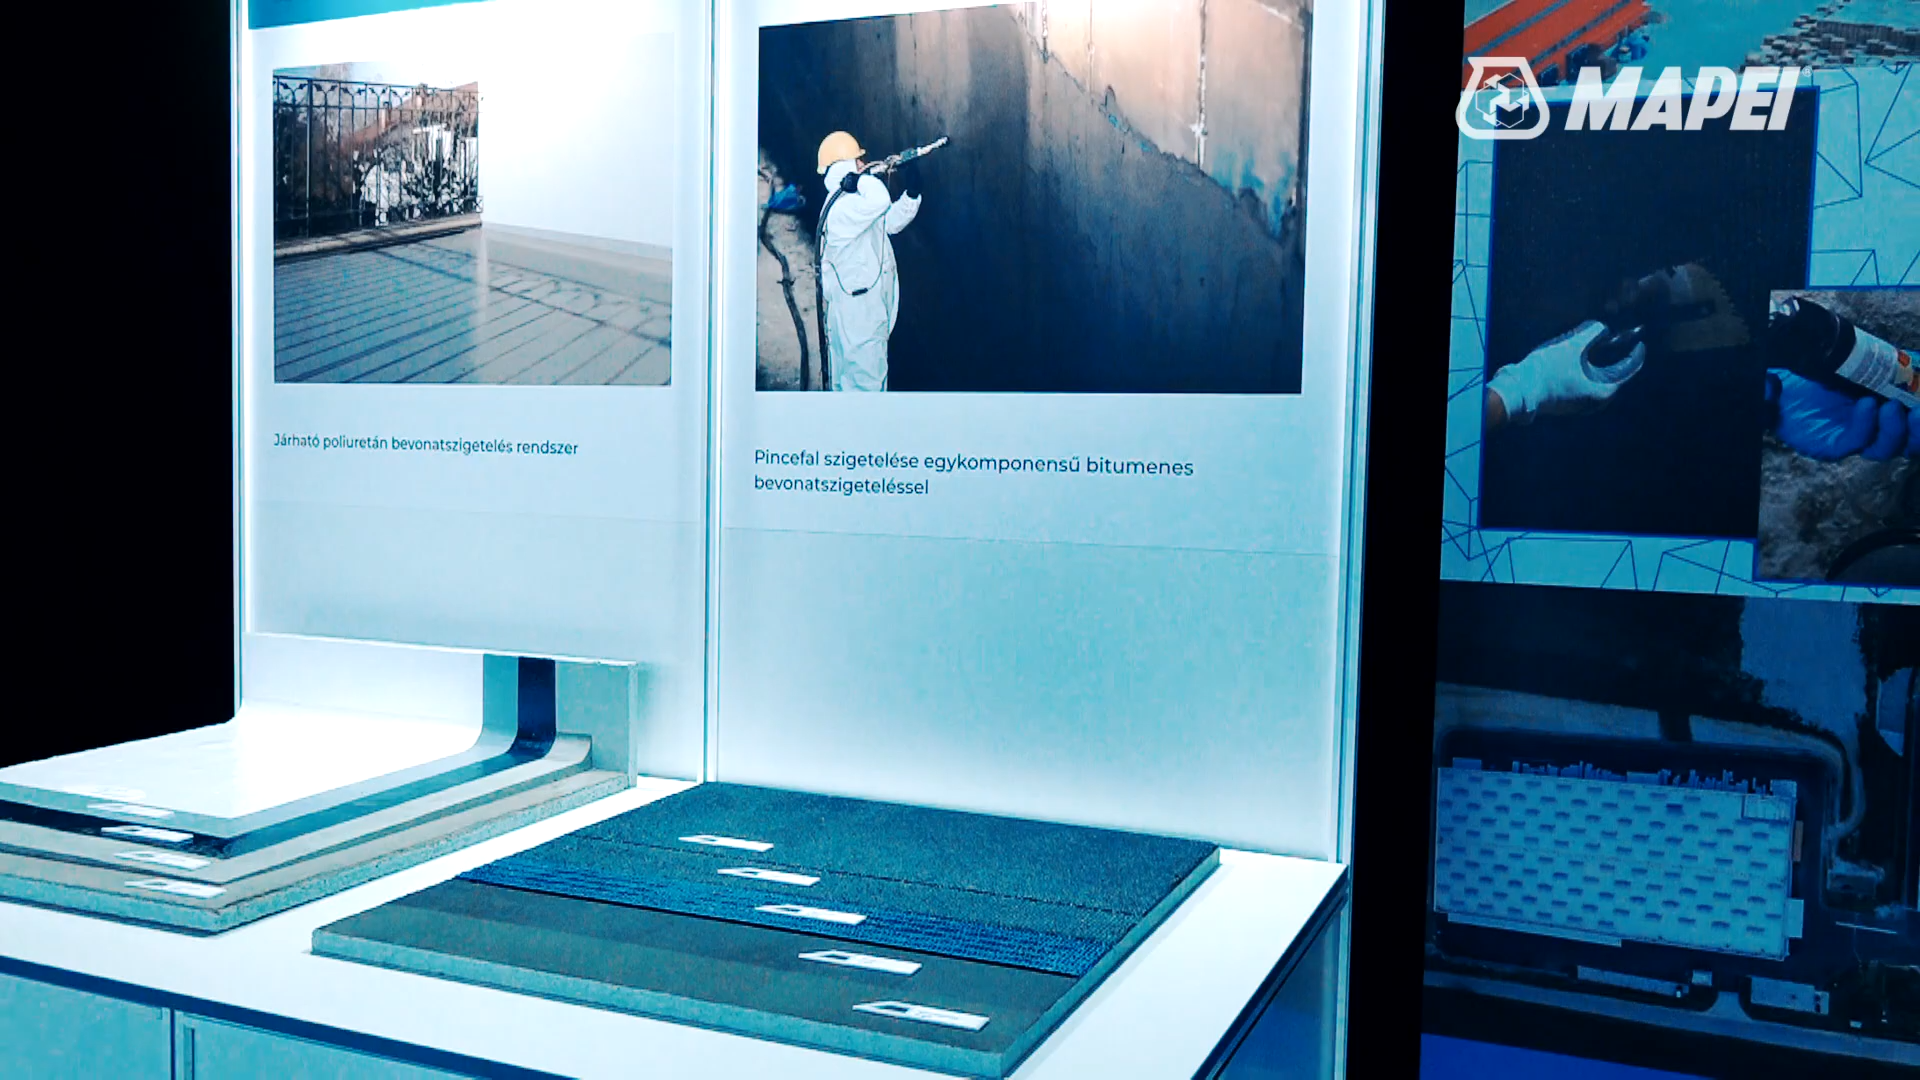 MAPEI
Járható poliuretán bevonatszigetelés rendszer
Pincefal szigetelése egykomponensű bitumenes
bevonatszigeteléssel